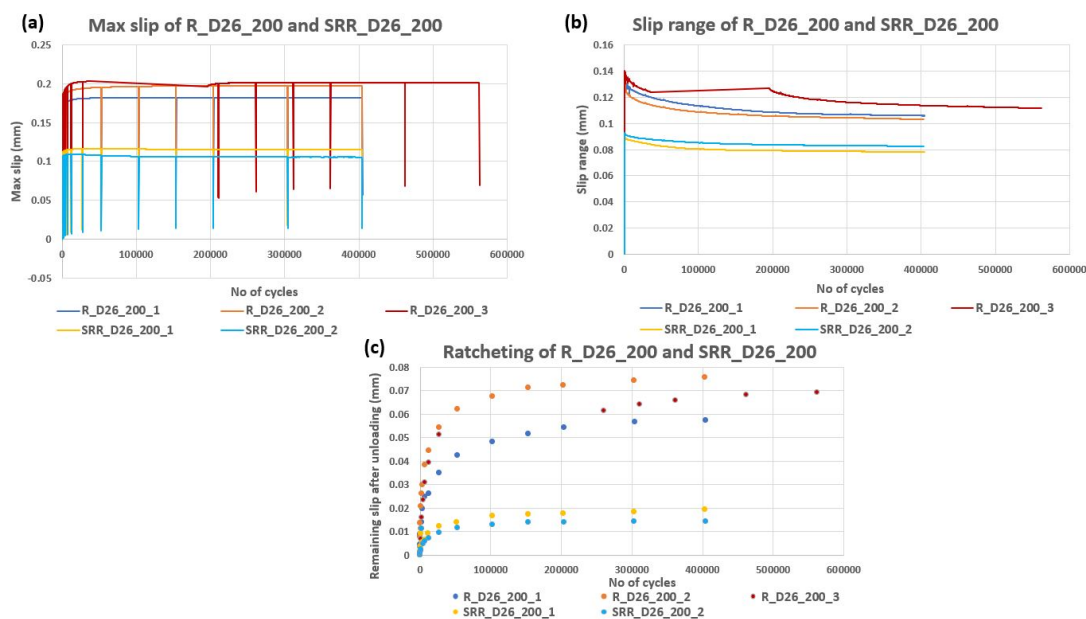 (a) Max slip of R_D26_200 and SRR_D26_200
0.25
0.2
0.15
0.1
0.05
0
-0.05
Max slip (mm)
0 100000 200000 300000 400000 500000 600000
No of cycles
R_D26_200_1 R_D26_200_2 R_D26_200_3
SRR_D26_200_1 SRR_D26_200_2
(b) Slip range of R_D26_200 and SRR_D26_200
0.16
0.14
0.12
0.1
0.08
0.06
0.04
0.02
0
Slip range (mm)
0 100000 200000 300000 400000 500000 600000
No of cycles
R_D26_200_1 R_D26_200_2 R_D26_200_3
SRR_D26_200_1 SRR_D26_200_2
(c) Ratcheting of R_D26_200 and SRR_D26_200
0.08
0.07
0.06
0.05
0.04
0.03
0.02
0.01
0
Remaining slip after unloading (mm)
0 100000 200000 300000 400000 500000 600000
No of cycles
R_D26_200_1 R_D26_200_2 R_D26_200_3
SRR_D26_200_1 SRR_D26_200_2